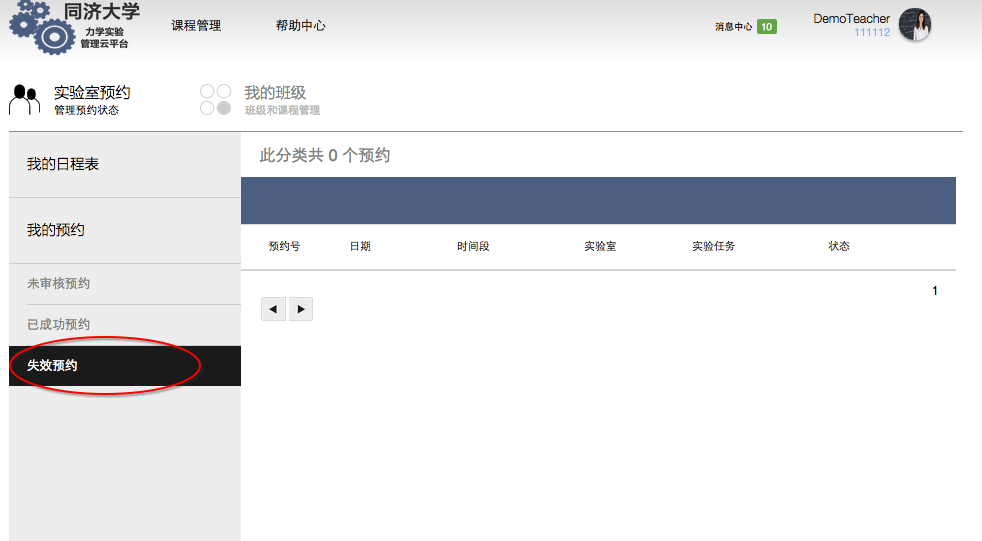 同济大学
力学实验
管理云平台
课程管理
帮助中心
消息中心 10
DemoTeacher
111112
实验室预约
管理预约状态
我的班级
班级和课程管理
我的日程表
我的预约
未审核预约
已成功预约
失效预约
此分类共 0 个预约
预约号 日期 时间段 实验室 实验任务 状态
1